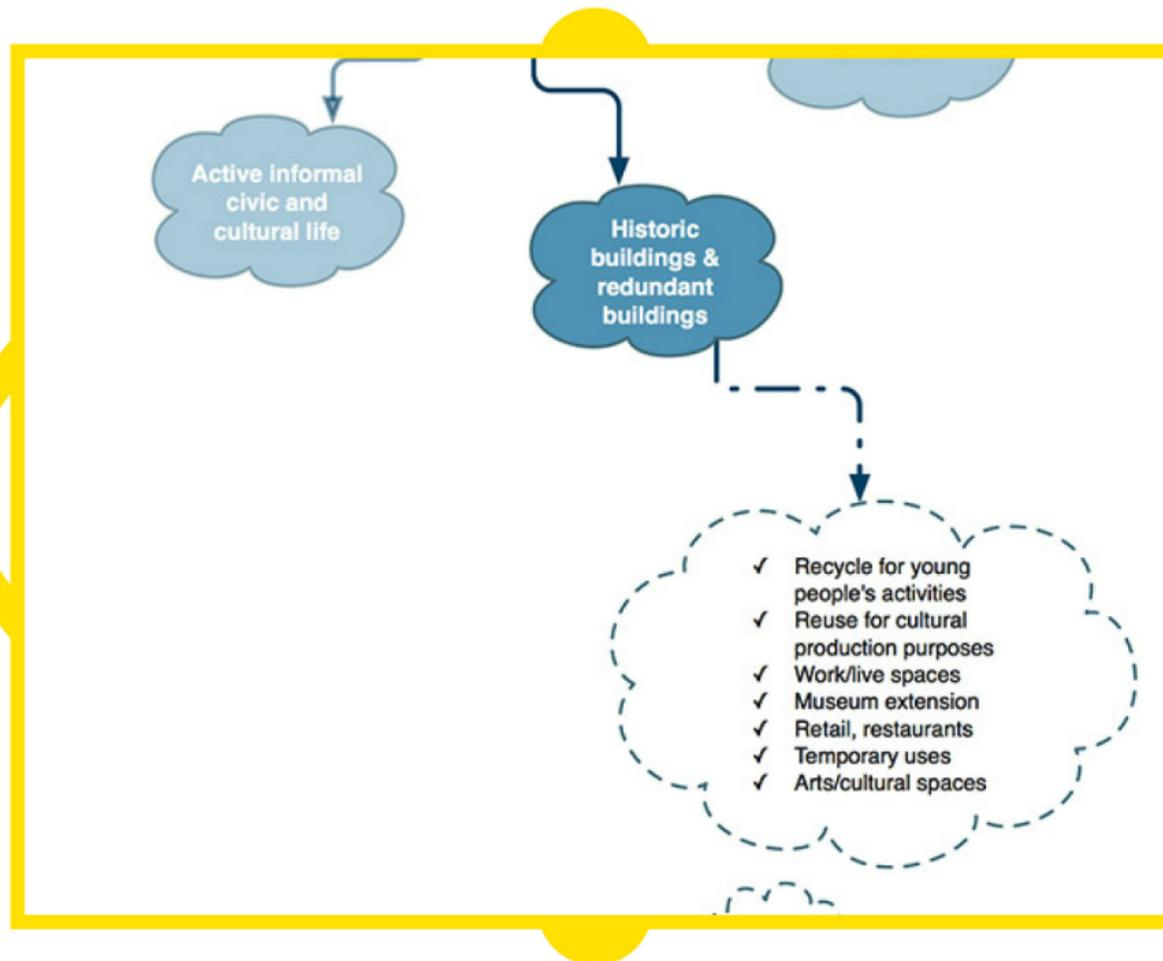 Active informal
civic and
cultural life
Historic
buildings &
redundant
buildings
✓ Recycle for young
people's activities
✓ Reuse for cultural
production purposes
✓ Work/live spaces
✓ Museum extension
✓ Retail, restaurants
✓ Temporary uses
✓ Arts/cultural spaces